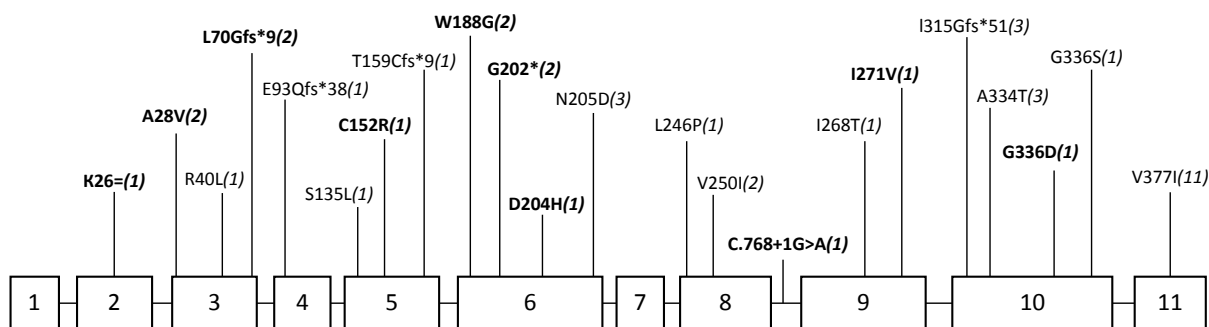 K26=(1)
A28V(2)
R40L(1)
L70Gfs*9(2)
E93Qfs*38(1)
S135L(1)
C152R(1)
T159Cfs*9(1)
W188G(2)
G202*(2)
D204H(1)
N205D(3)
L246P(1)
V250I(2)
C.768+1G>A(1)
I268T(1)
I271V(1)
I315Gfs*51(3)
A334T(3)
G336D(1)
G336S(1)
V377I(11)
1 2 3 4 5 6 7 8 9 10 11